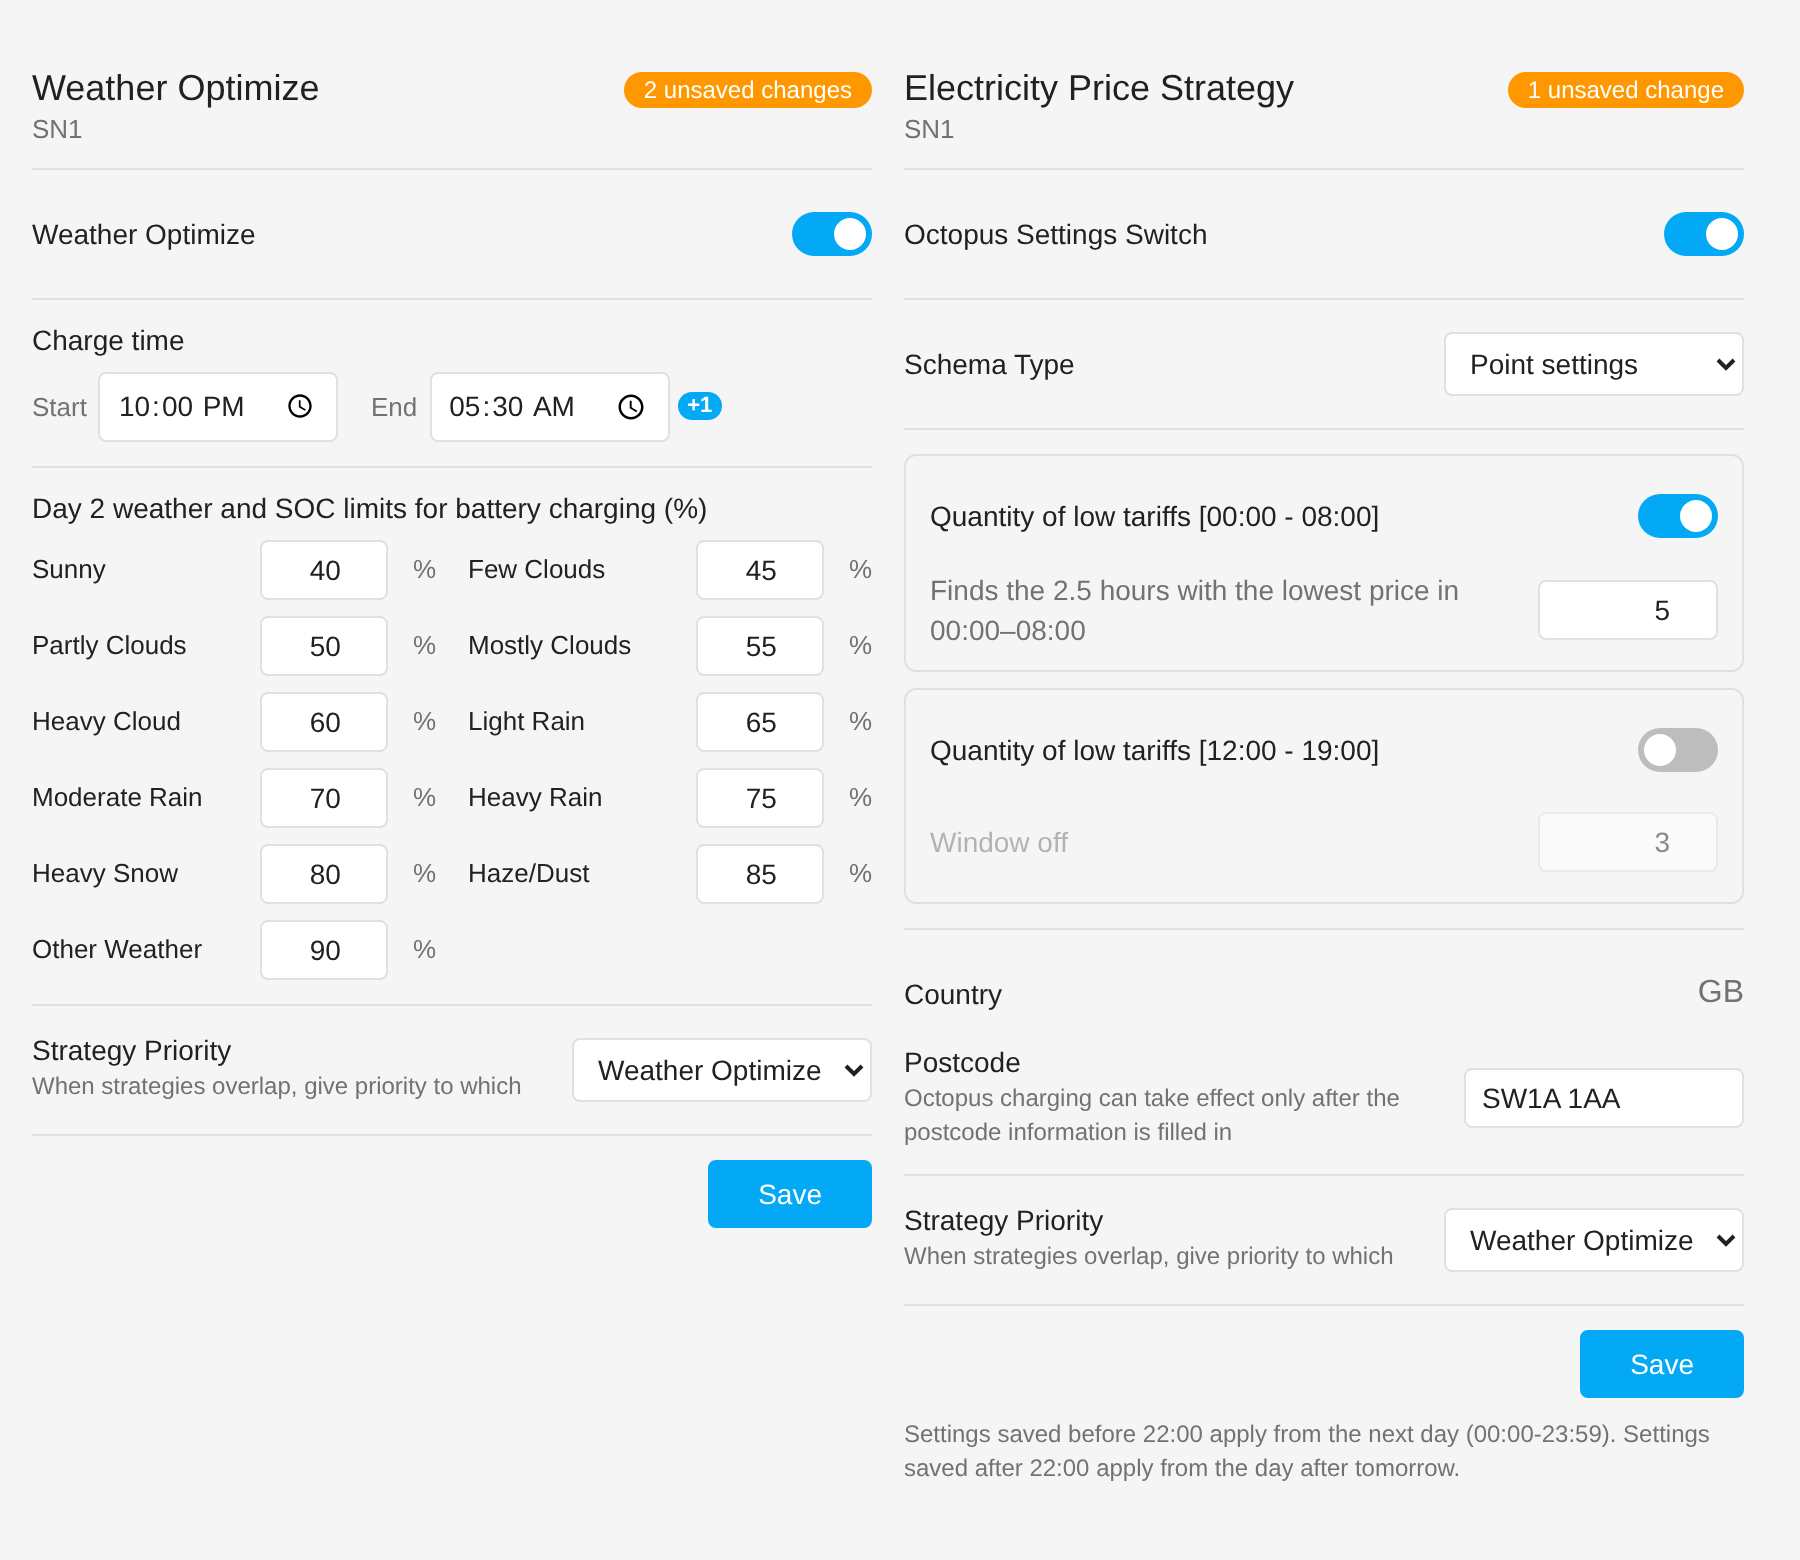 Weather Optimize
2 unsaved changes
SN1
Weather Optimize
Charge time
Start 10:00 PM End 05:30 AM +1
Day 2 weather and SOC limits for battery charging (%)
Sunny 40 % Few Clouds 45 %
Partly Clouds 50 % Mostly Clouds 55 %
Heavy Cloud 60 % Light Rain 65 %
Moderate Rain 70 % Heavy Rain 75 %
Heavy Snow 80 % Haze/Dust 85 %
Other Weather 90 %
Strategy Priority
When strategies overlap, give priority to which
Weather Optimize
Save
Electricity Price Strategy
1 unsaved change
SN1
Octopus Settings Switch
Schema Type Point settings
Quantity of low tariffs [00:00 - 08:00]
Finds the 2.5 hours with the lowest price in
00:00–08:00
5
Quantity of low tariffs [12:00 - 19:00]
Window off 3
Country GB
Postcode
Octopus charging can take effect only after the
postcode information is filled in
SW1A 1AA
Strategy Priority
When strategies overlap, give priority to which
Weather Optimize
Save
Settings saved before 22:00 apply from the next day (00:00-23:59). Settings
saved after 22:00 apply from the day after tomorrow.